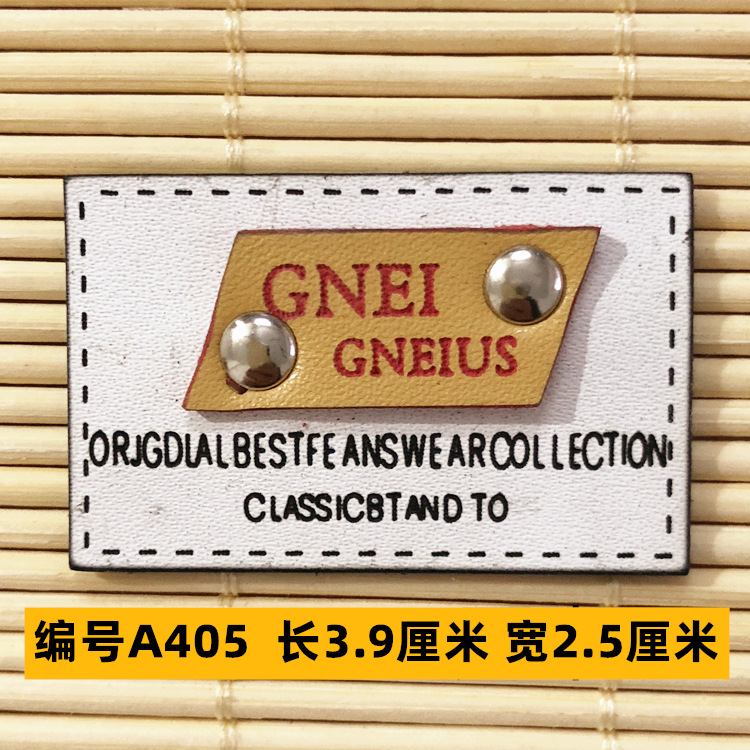 GNEI
GNEIUS
ORJGDIALBESTFEANSWEARCOLLECTION
CLASSICBTAND TO
编号A405 长3.9厘米 宽2.5厘米